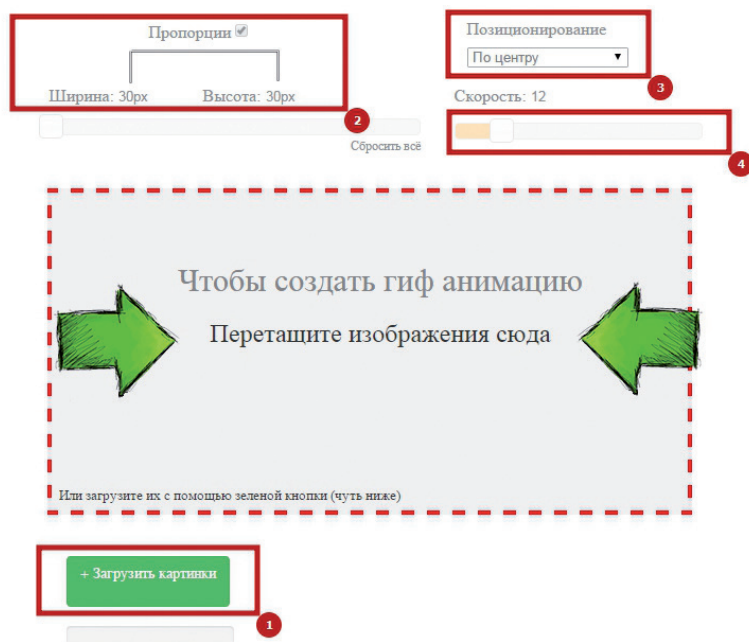 Пропорции
Ширина: 30px Высота: 30px
2
Сбросить всё
Позиционирование
По центру
3
Скорость: 12
4
Чтобы создать гиф анимацию
Перетащите изображения сюда
Или загрузите их с помощью зеленой кнопки (чуть ниже)
+ Загрузить картинки
1